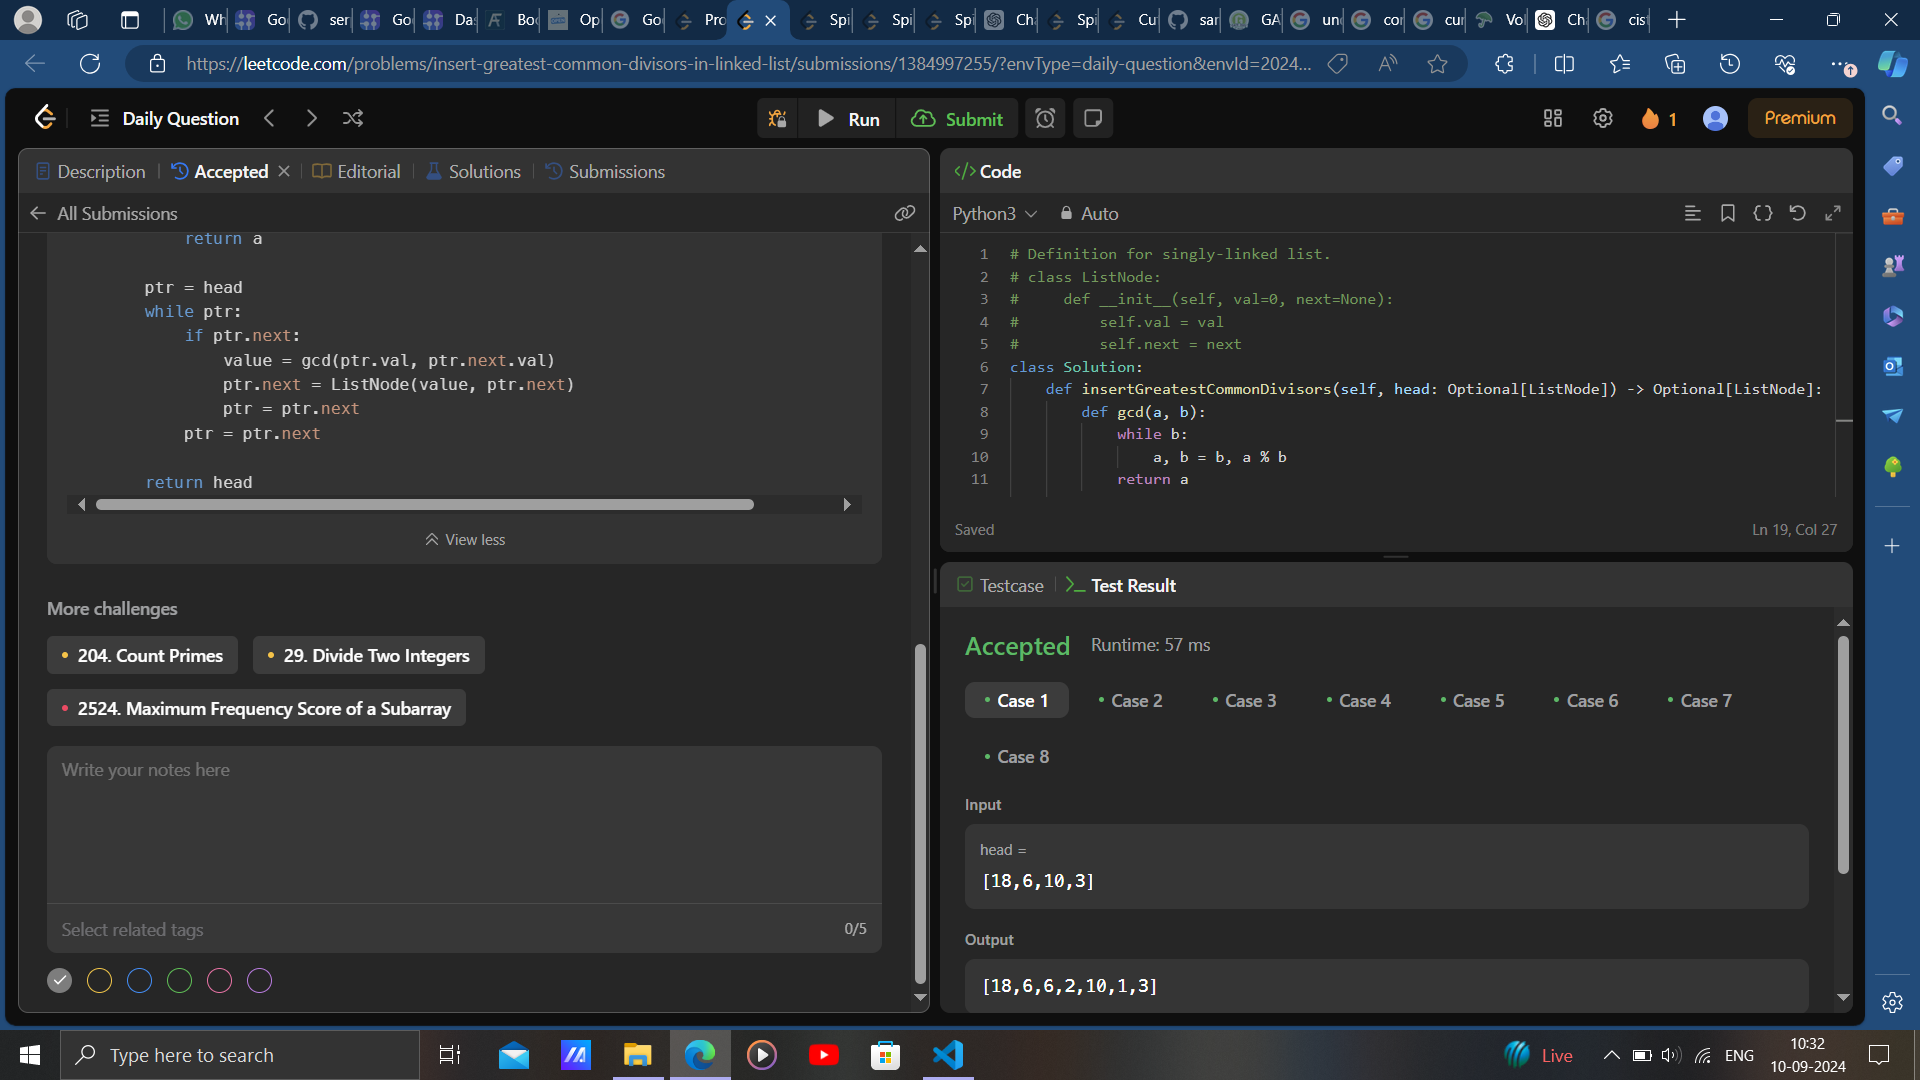 Wh
Go
ser
Go
Das
Boo
Op
Go
Pro
Spi
Spi
Spi
Cha
Spi
Cu
sar
GA
und
cor
cur
Vo
Ch
cis
https://leetcode.com/problems/insert-greatest-common-divisors-in-linked-list/submissions/1384997255/?envType=daily-question&envId=2024...
Daily Question
Run
Submit
1
Premium
Description
Accepted
Editorial
Solutions
Submissions
All Submissions
return a
ptr = head
while ptr:
if ptr.next:
value = gcd(ptr.val, ptr.next.val)
ptr.next = ListNode(value, ptr.next)
ptr = ptr.next
ptr = ptr.next
return head
View less
More challenges
204. Count Primes
29. Divide Two Integers
2524. Maximum Frequency Score of a Subarray
Write your notes here
Select related tags
0/5
</> Code
Python3
Auto
1 # Definition for singly-linked list.
2 # class ListNode:
3 #     def __init__(self, val=0, next=None):
4 #         self.val = val
5 #         self.next = next
6 class Solution:
7     def insertGreatestCommonDivisors(self, head: Optional[ListNode]) -> Optional[ListNode]:
8         def gcd(a, b):
9             while b:
10                 a, b = b, a % b
11             return a
Saved
Ln 19, Col 27
Testcase
Test Result
Accepted
Runtime: 57 ms
Case 1
Case 2
Case 3
Case 4
Case 5
Case 6
Case 7
Case 8
Input
head =
[18,6,10,3]
Output
[18,6,6,2,10,1,3]
Type here to search
Live
ENG
10:32
10-09-2024